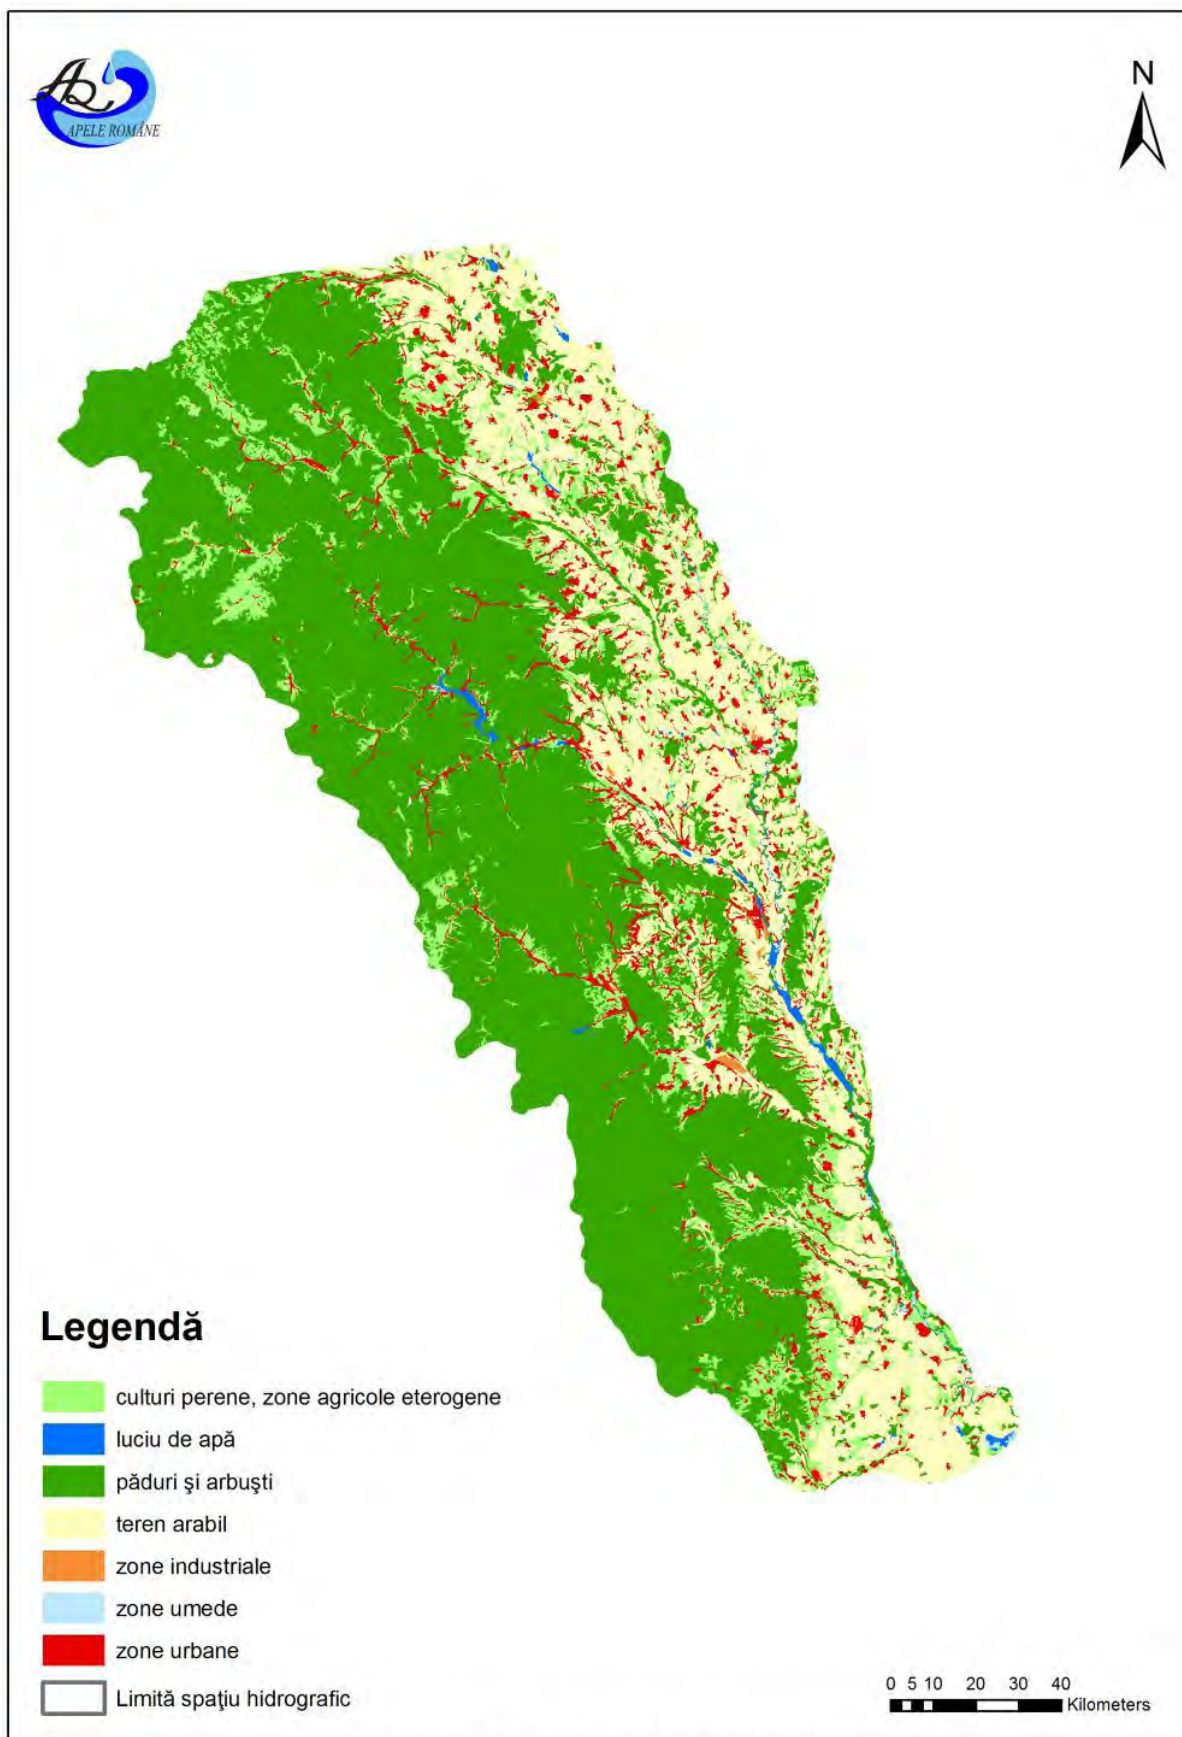 APELE ROMÂNE
N
Legendă
culturi perene, zone agricole eterogene
luciu de apă
păduri şi arbuşti
teren arabil
zone industriale
zone umede
zone urbane
Limită spaţiu hidrografic
0 5 10 20 30 40
Kilometers